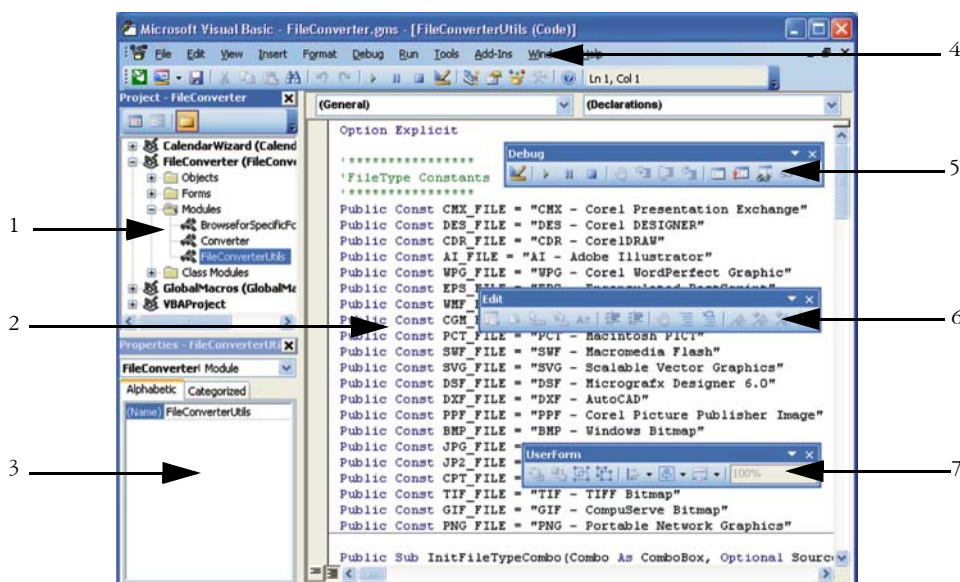 Microsoft Visual Basic - FileConverter.gms - [FileConverterUtils (Code)]
File Edit View Insert Format Debug Run Tools Add-Ins Help
4
Ln 1, Col 1
Project - FileConverter
(General) (Declarations)
CalendarWizard (Calend
FileConverter (FileConve
Objects
Forms
Modules
BrowseforSpecificFc
Converter
FileConverterUtils
Class Modules
GlobalMacros (GlobalMa
VBAProject
1
2
Properties - FileConverterUti
FileConverter Module
Alphabetic Categorized
(Name) FileConverterUtils
3
Option Explicit
'****************
'FileType Constants
'****************
Debug
5
Public Const CMX_FILE = "CMX - Corel Presentation Exchange"
Public Const DES_FILE = "DES - Corel DESIGNER"
Public Const CDR_FILE = "CDR - CorelDRAW"
Public Const AI_FILE = "AI - Adobe Illustrator"
Public Const WPG_FILE = "WPG - Corel WordPerfect Graphic"
Public Const EPS
Edit
Public Const WMF
6
Public Const CGM
Public Const PCT_FILE = "PCT - Macintosh PICT"
Public Const SWF_FILE = "SWF - Macromedia Flash"
Public Const SVG_FILE = "SVG - Scalable Vector Graphics"
Public Const DSF_FILE = "DSF - Micrografx Designer 6.0"
Public Const DXF_FILE = "DXF - AutoCAD"
Public Const PPF_FILE = "PPF - Corel Picture Publisher Image"
Public Const BMP_FILE = "BMP - Windows Bitmap"
Public Const JPG_FILE =
UserForm
Public Const JP2_FILE =
100%
7
Public Const CPT_FILE =
Public Const TIF_FILE = "TIF - TIFF Bitmap"
Public Const GIF_FILE = "GIF - CompuServe Bitmap"
Public Const PNG_FILE = "PNG - Portable Network Graphics"
Public Sub InitFileTypeCombo(Combo As ComboBox, Optional Sourc